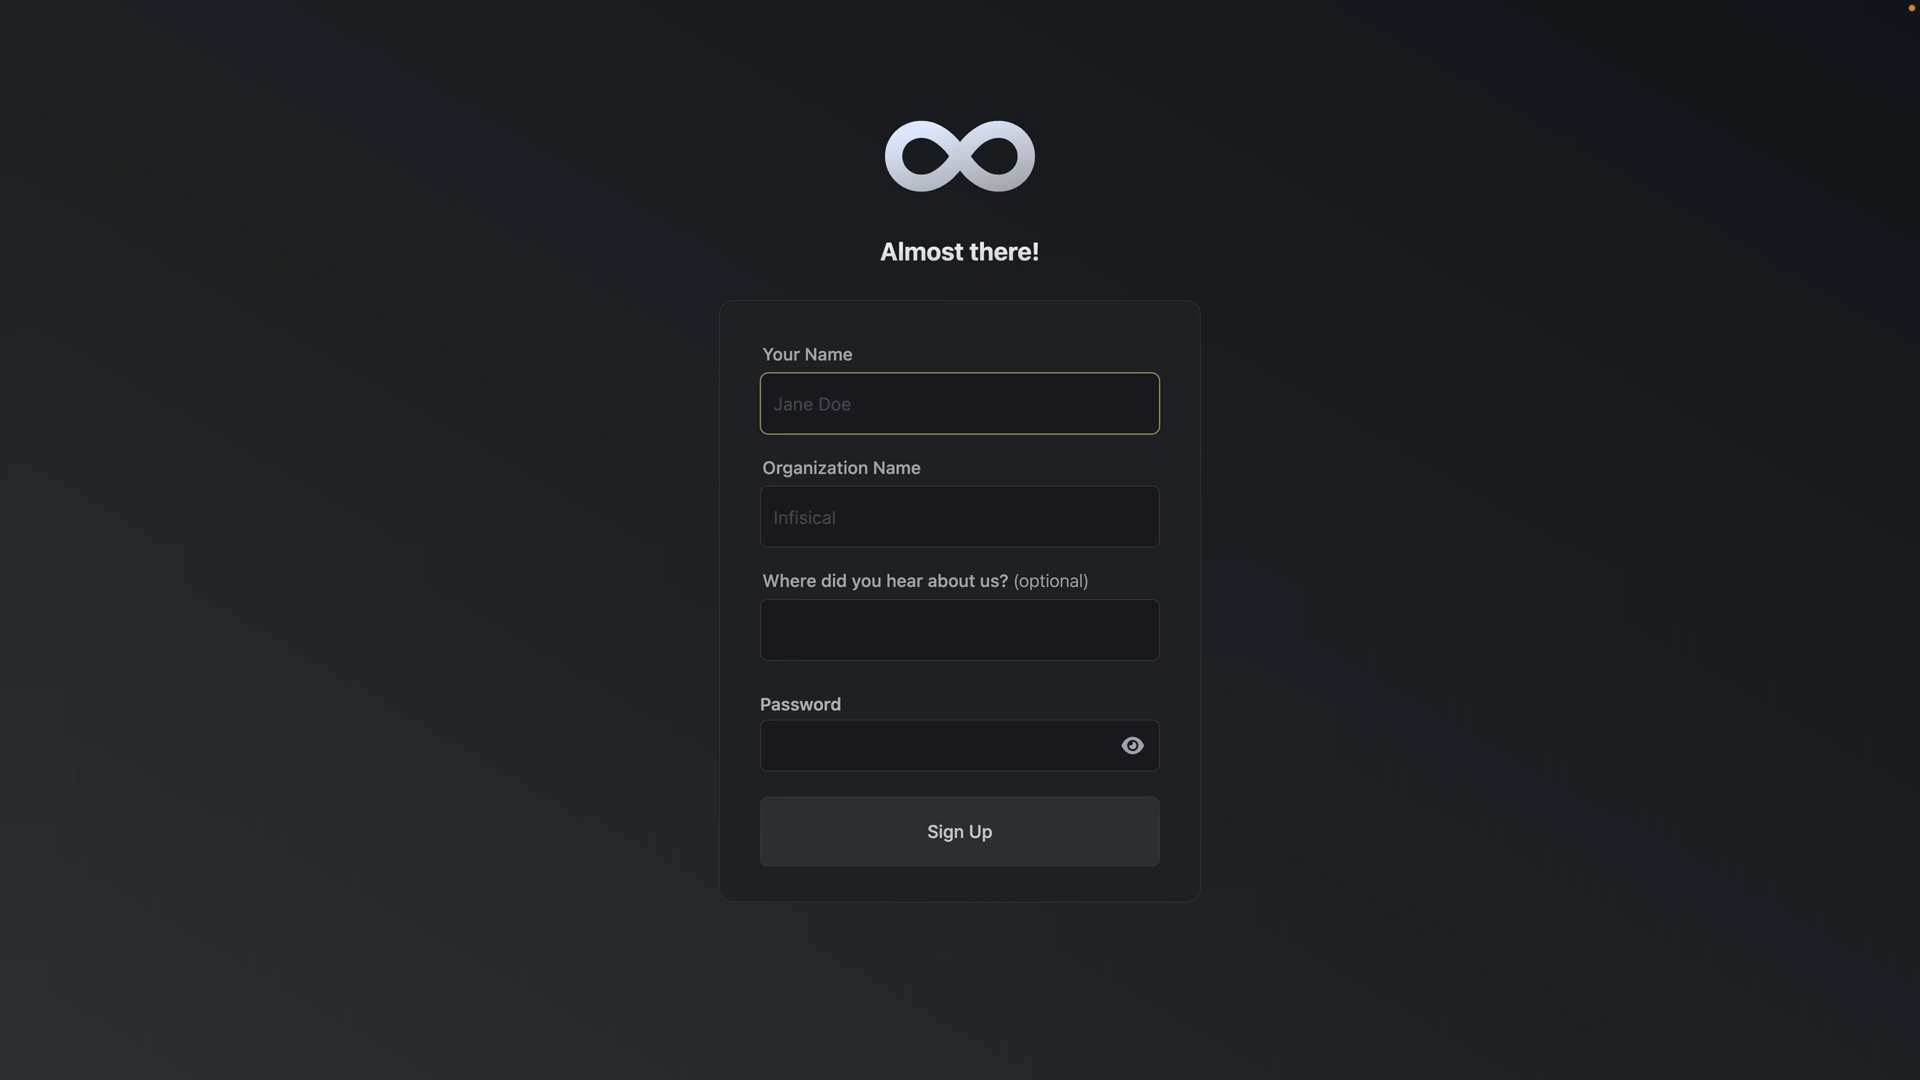 Almost there!
Your Name
Jane Doe
Organization Name
Infisical
Where did you hear about us? (optional)
Password
Sign Up